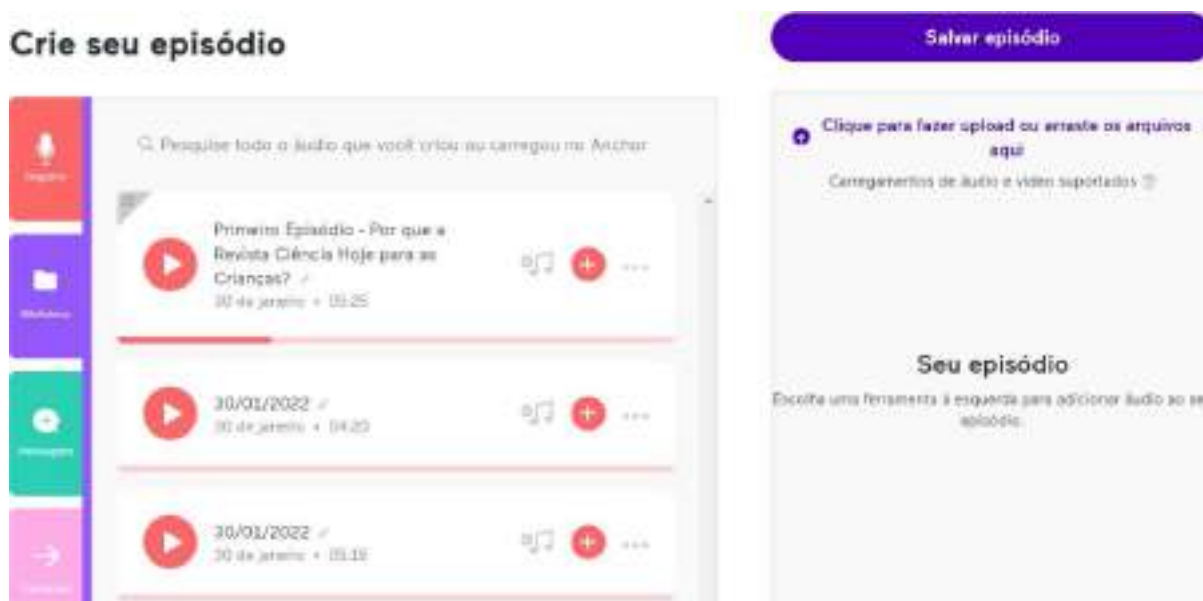 Crie seu episódio
Salvar episódio
Pesquise todo o áudio que você criou ou carregou no Anchor
Clique para fazer upload ou arraste os arquivos
aqui
Carregamentos de áudio e vídeo suportados
Primeiro Episódio - Por que a
Revista Ciência Hoje para as
Crianças?
30 de janeiro • 05:25
30/01/2022
30 de janeiro • 04:20
30/01/2022
30 de janeiro •
Biblioteca
Mensagens
Seu episódio
Escolha uma ferramenta à esquerda para adicionar áudio ao se
episódio.